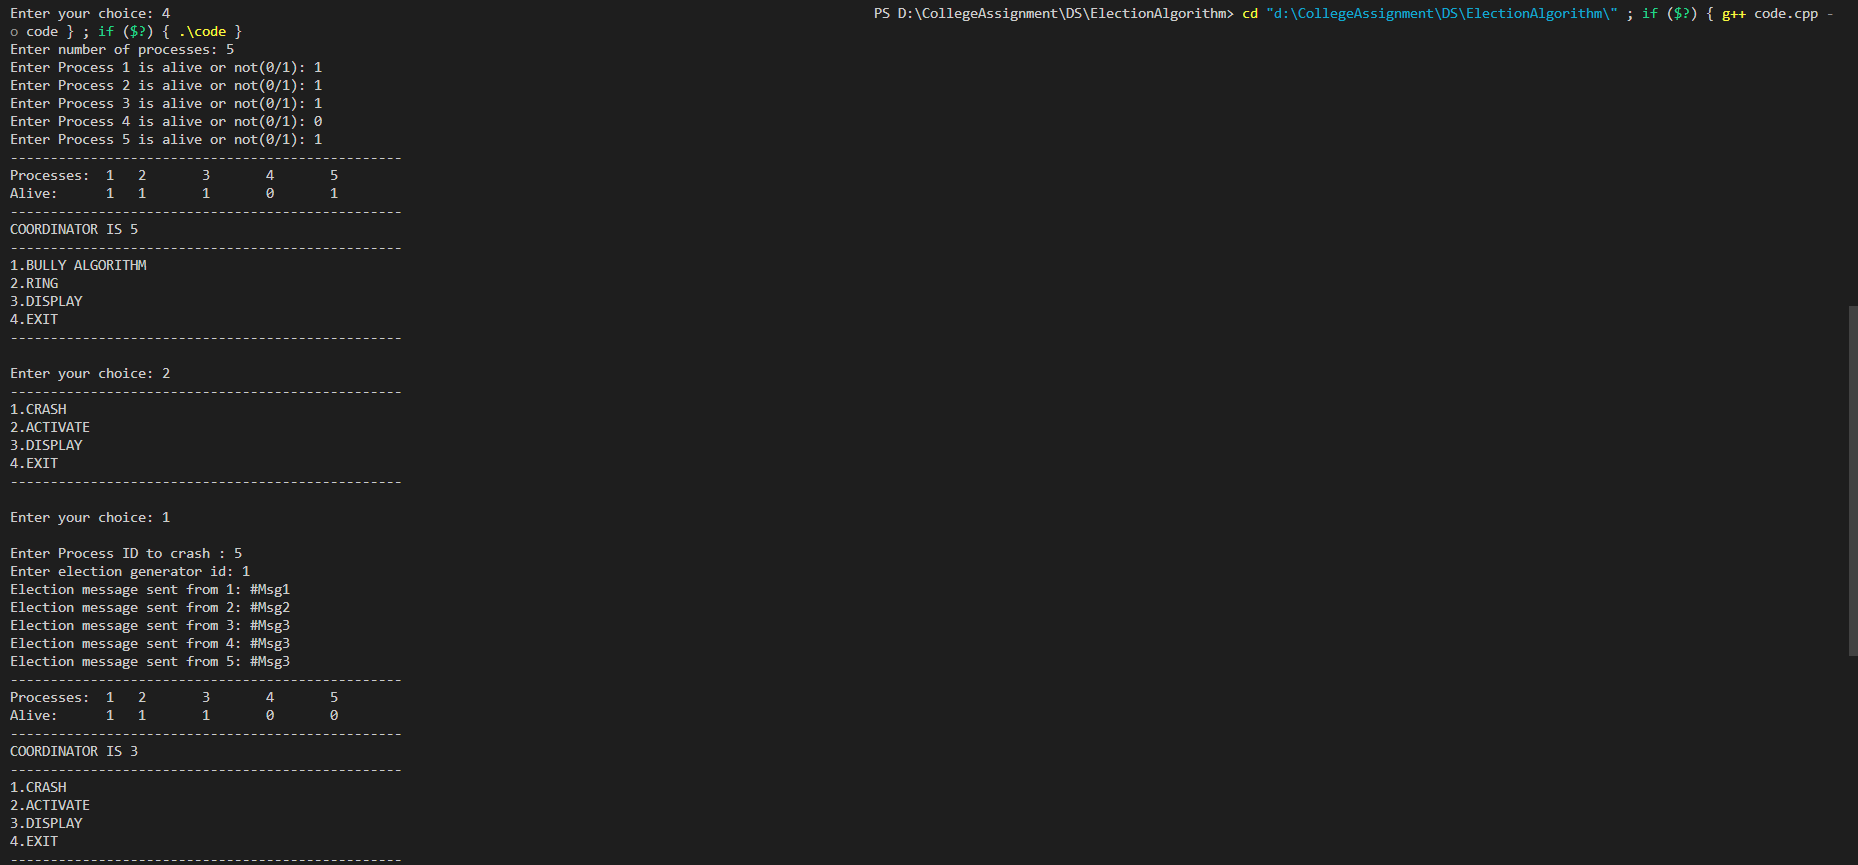 Enter your choice: 4
PS D:\CollegeAssignment\DS\ElectionAlgorithm> cd "d:\CollegeAssignment\DS\ElectionAlgorithm\" ; if ($?) { g++ code.cpp -
o code } ; if ($?) { .\code }
Enter number of processes: 5
Enter Process 1 is alive or not(0/1): 1
Enter Process 2 is alive or not(0/1): 1
Enter Process 3 is alive or not(0/1): 1
Enter Process 4 is alive or not(0/1): 0
Enter Process 5 is alive or not(0/1): 1
-------------------------------------------------
Processes:  1   2       3       4       5
Alive:      1   1       1       0       1
-------------------------------------------------
COORDINATOR IS 5
-------------------------------------------------
1.BULLY ALGORITHM
2.RING
3.DISPLAY
4.EXIT
-------------------------------------------------
Enter your choice: 2
-------------------------------------------------
1.CRASH
2.ACTIVATE
3.DISPLAY
4.EXIT
-------------------------------------------------
Enter your choice: 1
Enter Process ID to crash : 5
Enter election generator id: 1
Election message sent from 1: #Msg1
Election message sent from 2: #Msg2
Election message sent from 3: #Msg3
Election message sent from 4: #Msg3
Election message sent from 5: #Msg3
-------------------------------------------------
Processes:  1   2       3       4       5
Alive:      1   1       1       0       0
-------------------------------------------------
COORDINATOR IS 3
-------------------------------------------------
1.CRASH
2.ACTIVATE
3.DISPLAY
4.EXIT
-------------------------------------------------